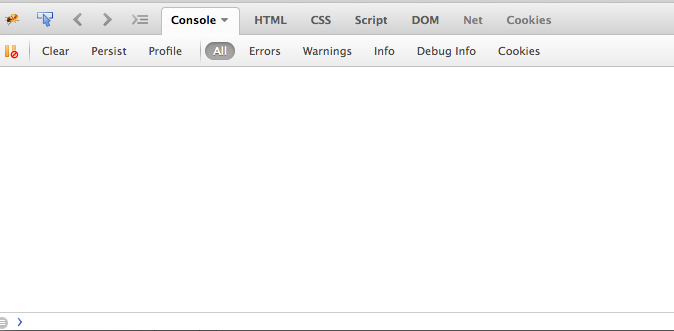 Console HTML CSS Script DOM Net Cookies
Clear Persist Profile All Errors Warnings Info Debug Info Cookies